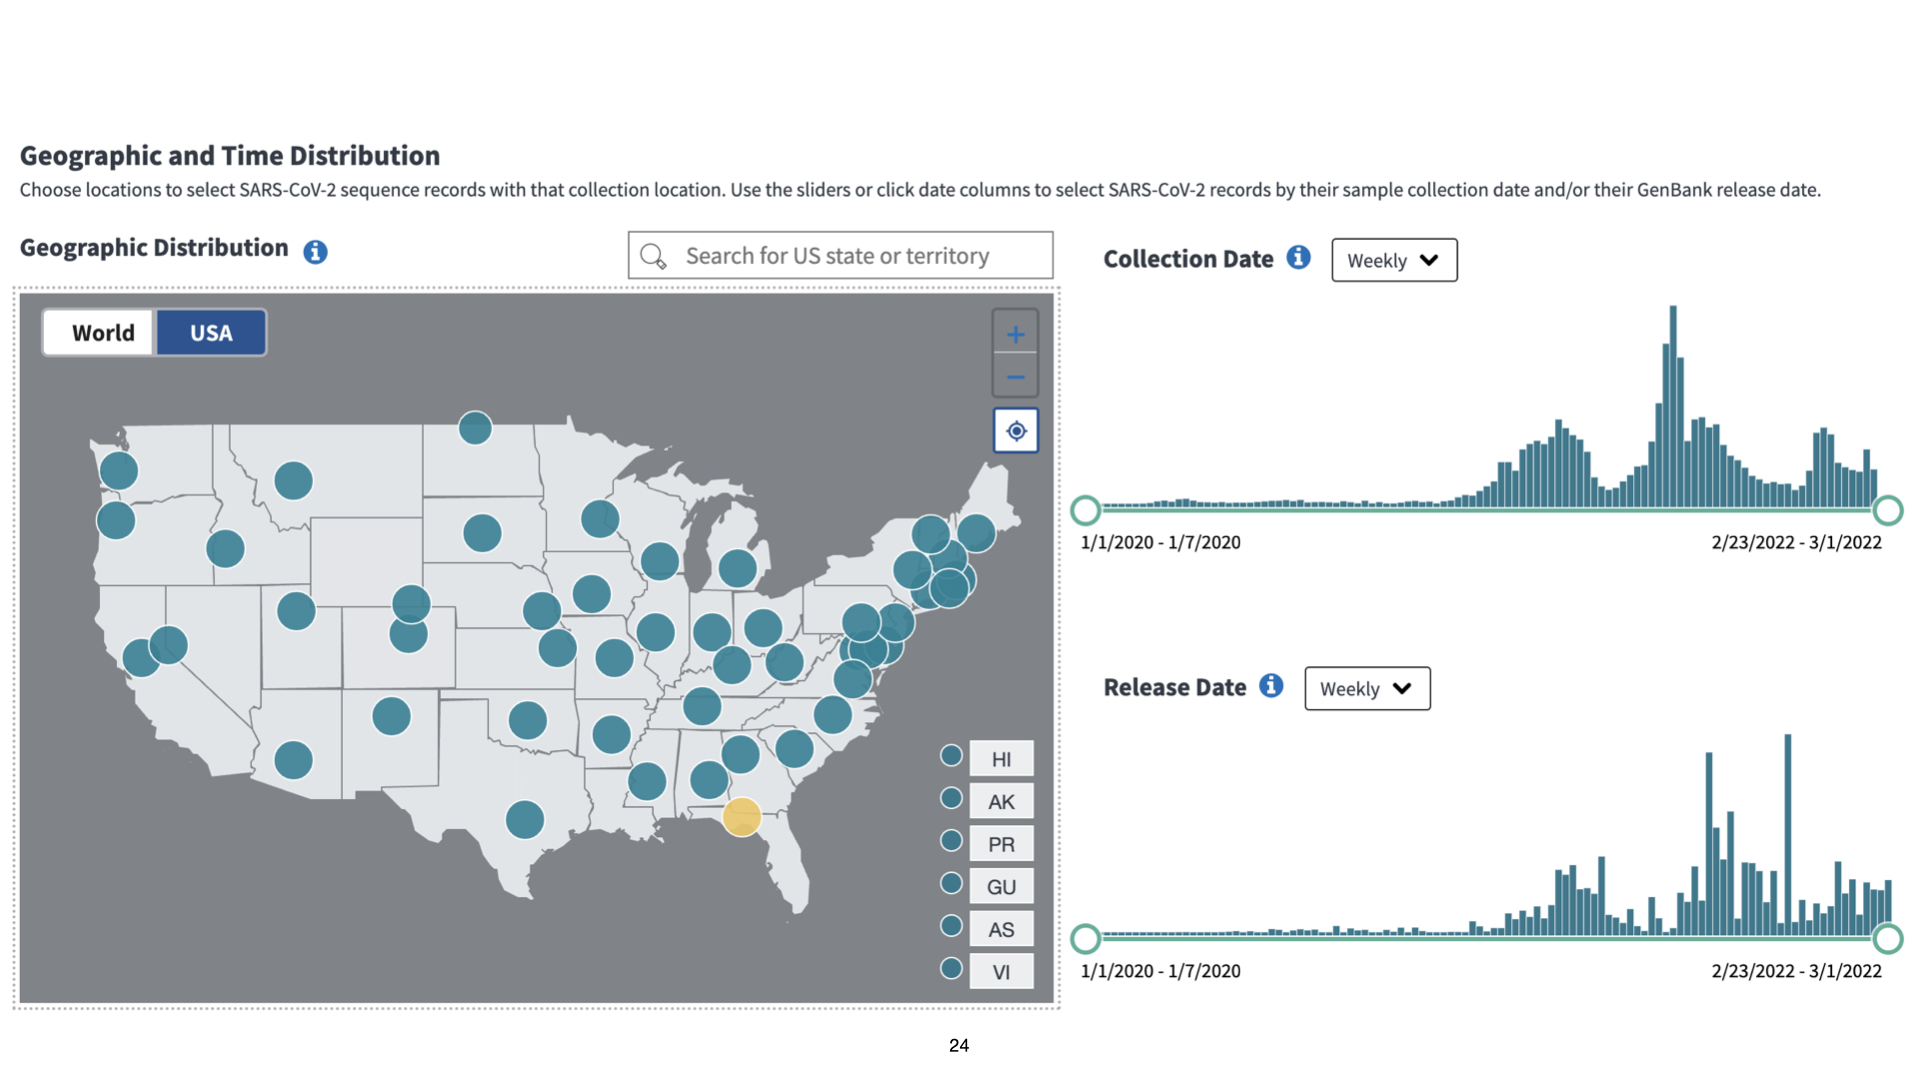 Geographic and Time Distribution
Choose locations to select SARS-CoV-2 sequence records with that collection location. Use the sliders or click date columns to select SARS-CoV-2 records by their sample collection date and/or their GenBank release date.
Geographic Distribution i
Search for US state or territory
World USA
+
−
HI
AK
PR
GU
AS
VI
Collection Date i Weekly
1/1/2020 - 1/7/2020 2/23/2022 - 3/1/2022
Release Date i Weekly
1/1/2020 - 1/7/2020 2/23/2022 - 3/1/2022
24